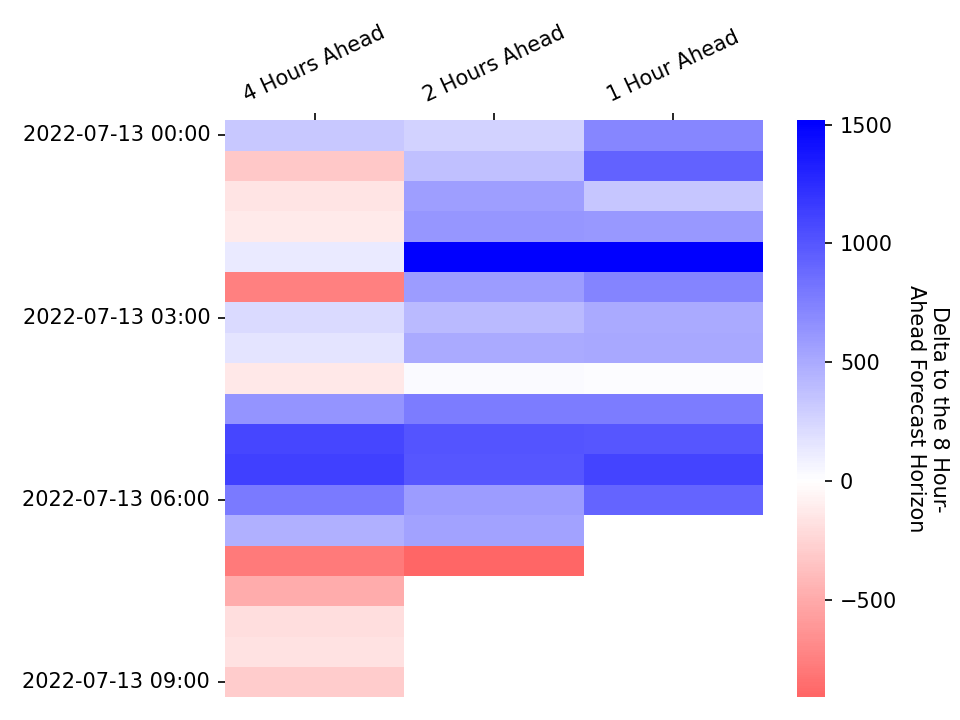 4 Hours Ahead
2 Hours Ahead
1 Hour Ahead
2022-07-13 00:00
2022-07-13 03:00
2022-07-13 06:00
2022-07-13 09:00
1500
1000
500
0
−500
Delta to the 8 Hour-
Ahead Forecast Horizon